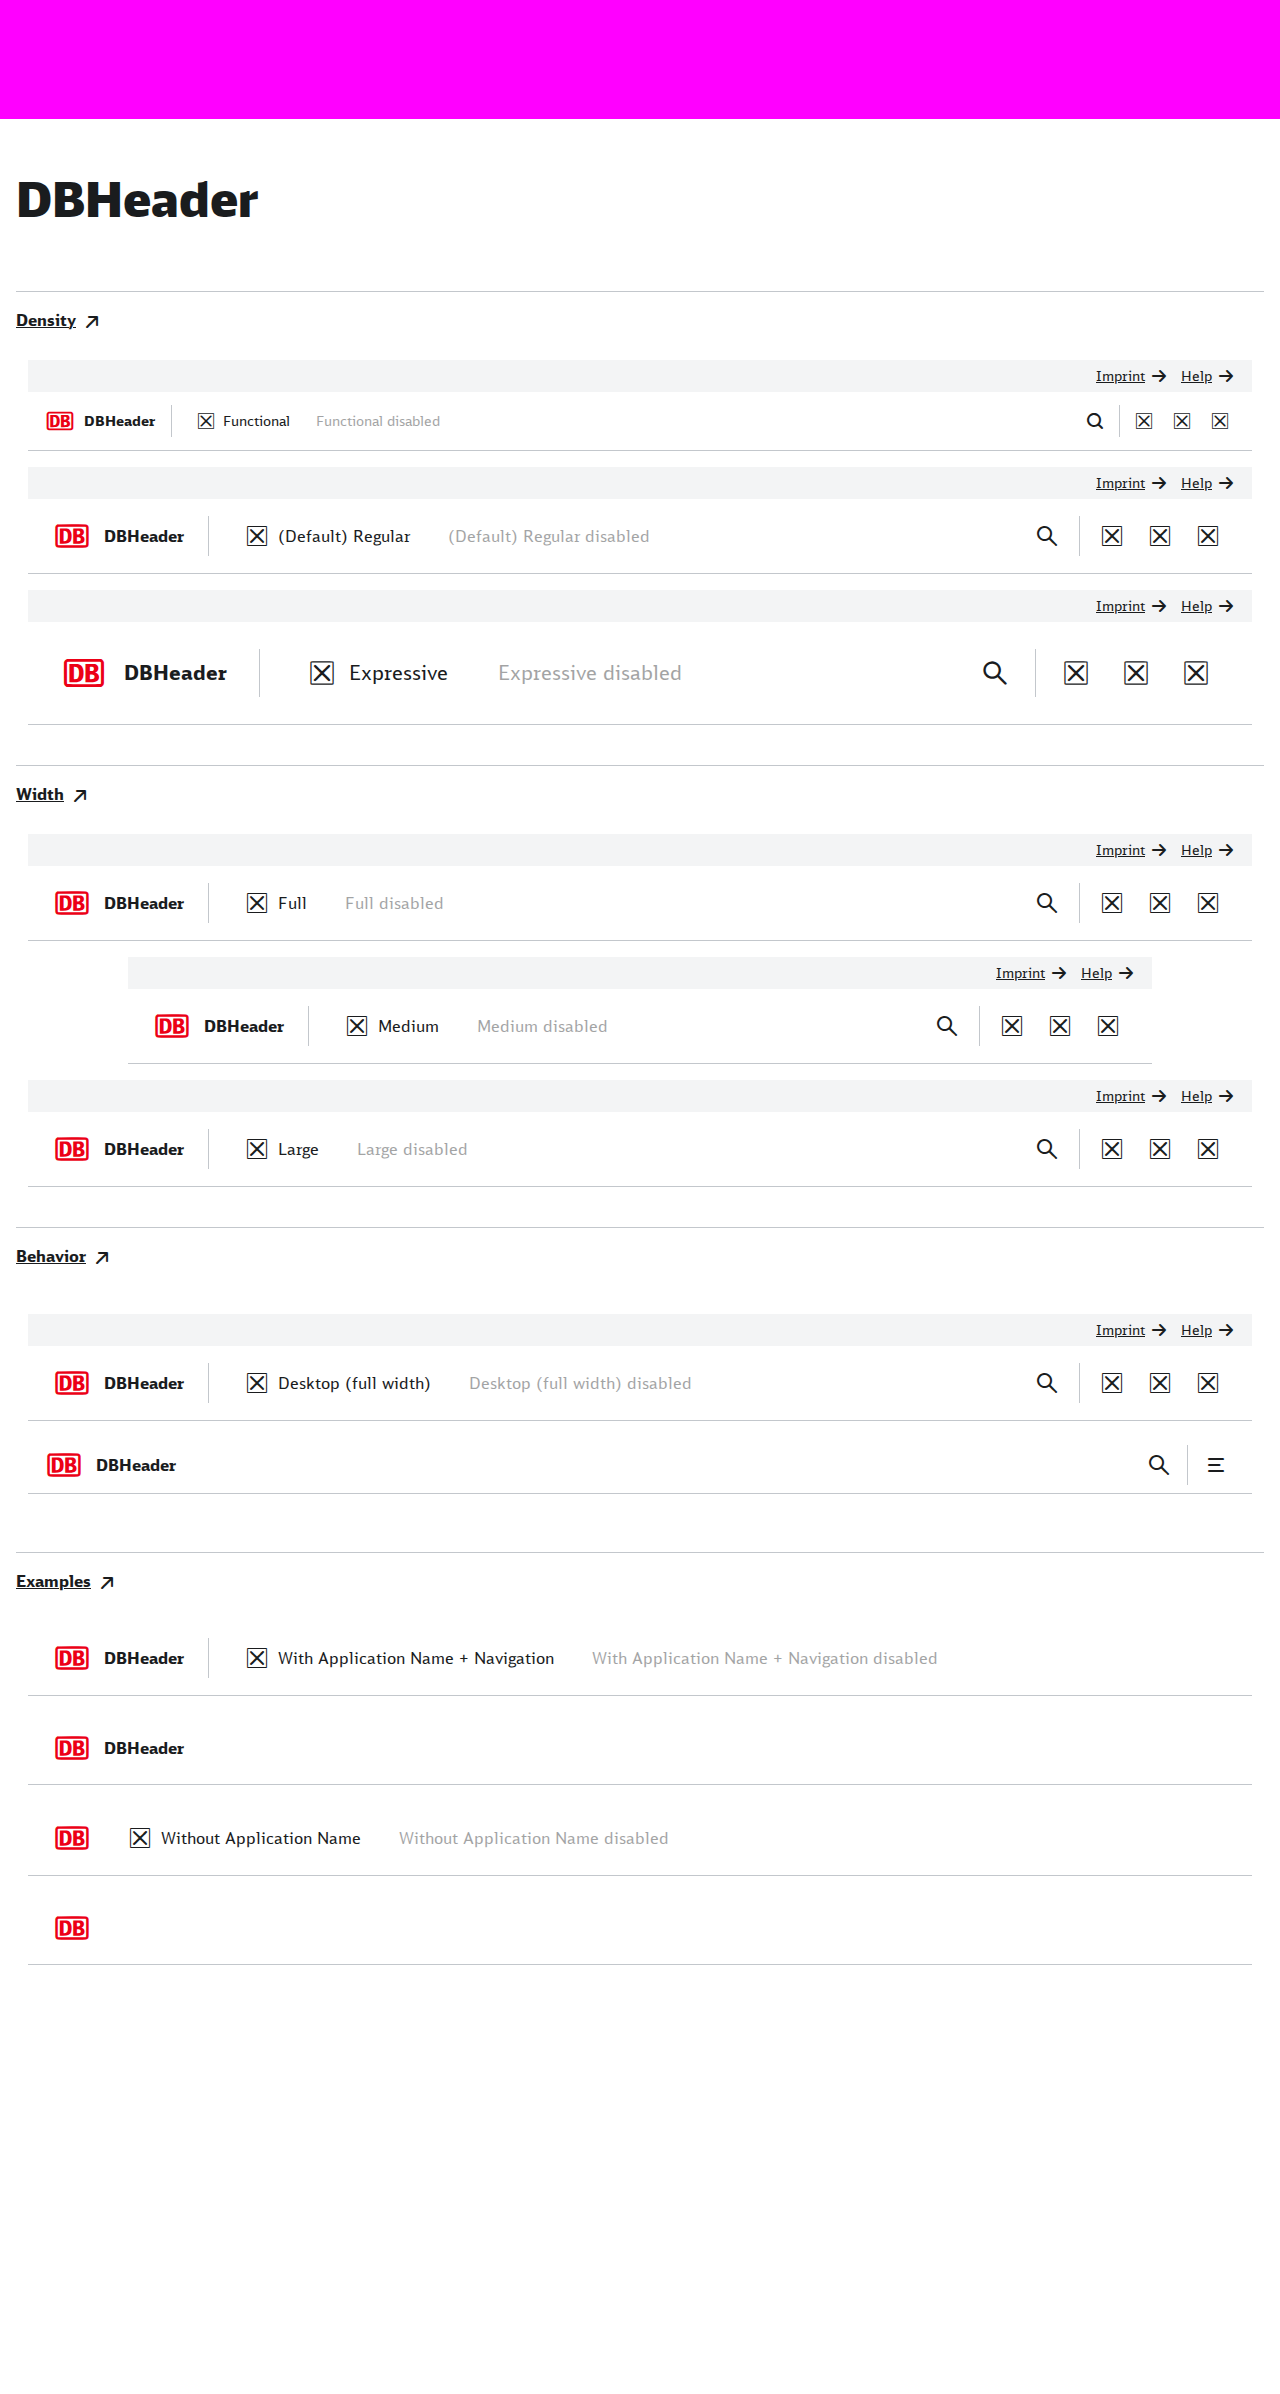 DBHeader
Density
Imprint Help
DB DBHeader Functional Functional disabled
Imprint Help
DB DBHeader (Default) Regular (Default) Regular disabled
Imprint Help
DB DBHeader Expressive Expressive disabled
Width
Imprint Help
DB DBHeader Full Full disabled
Imprint Help
DB DBHeader Medium Medium disabled
Imprint Help
DB DBHeader Large Large disabled
Behavior
Imprint Help
DB DBHeader Desktop (full width) Desktop (full width) disabled
DB DBHeader
Examples
DB DBHeader With Application Name + Navigation With Application Name + Navigation disabled
DB DBHeader
DB Without Application Name Without Application Name disabled
DB